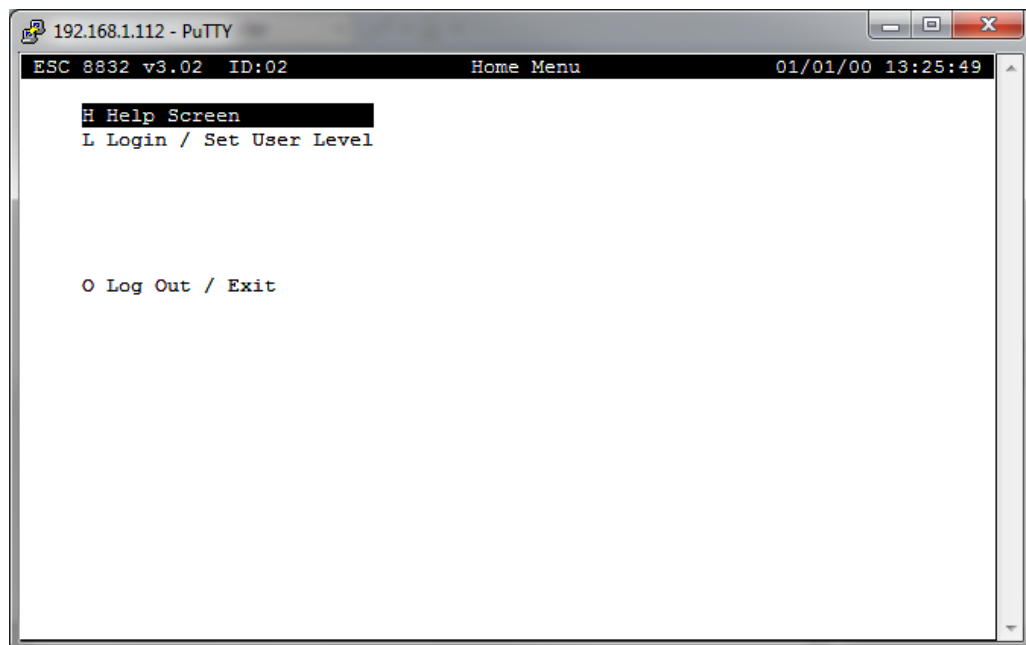 192.168.1.112 - PuTTY
ESC 8832 v3.02 ID:02 Home Menu 01/01/00 13:25:49
H Help Screen
L Login / Set User Level
O Log Out / Exit